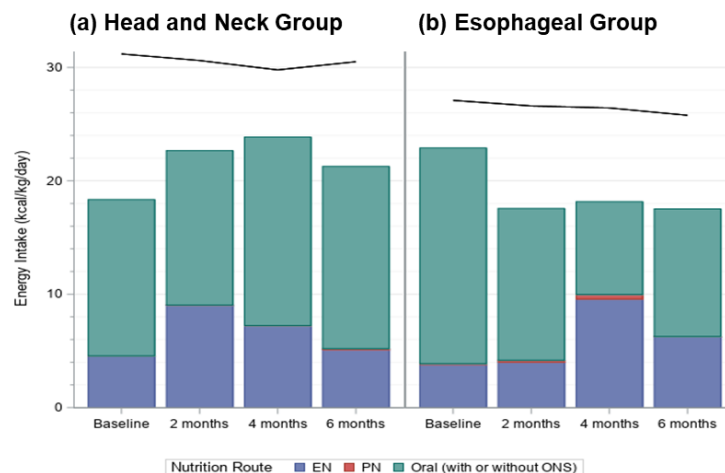 (a) Head and Neck Group
(b) Esophageal Group
Energy Intake (kcal/kg/day)
30
20
10
0
Baseline 2 months 4 months 6 months
Baseline 2 months 4 months 6 months
Nutrition Route EN PN Oral (with or without ONS)